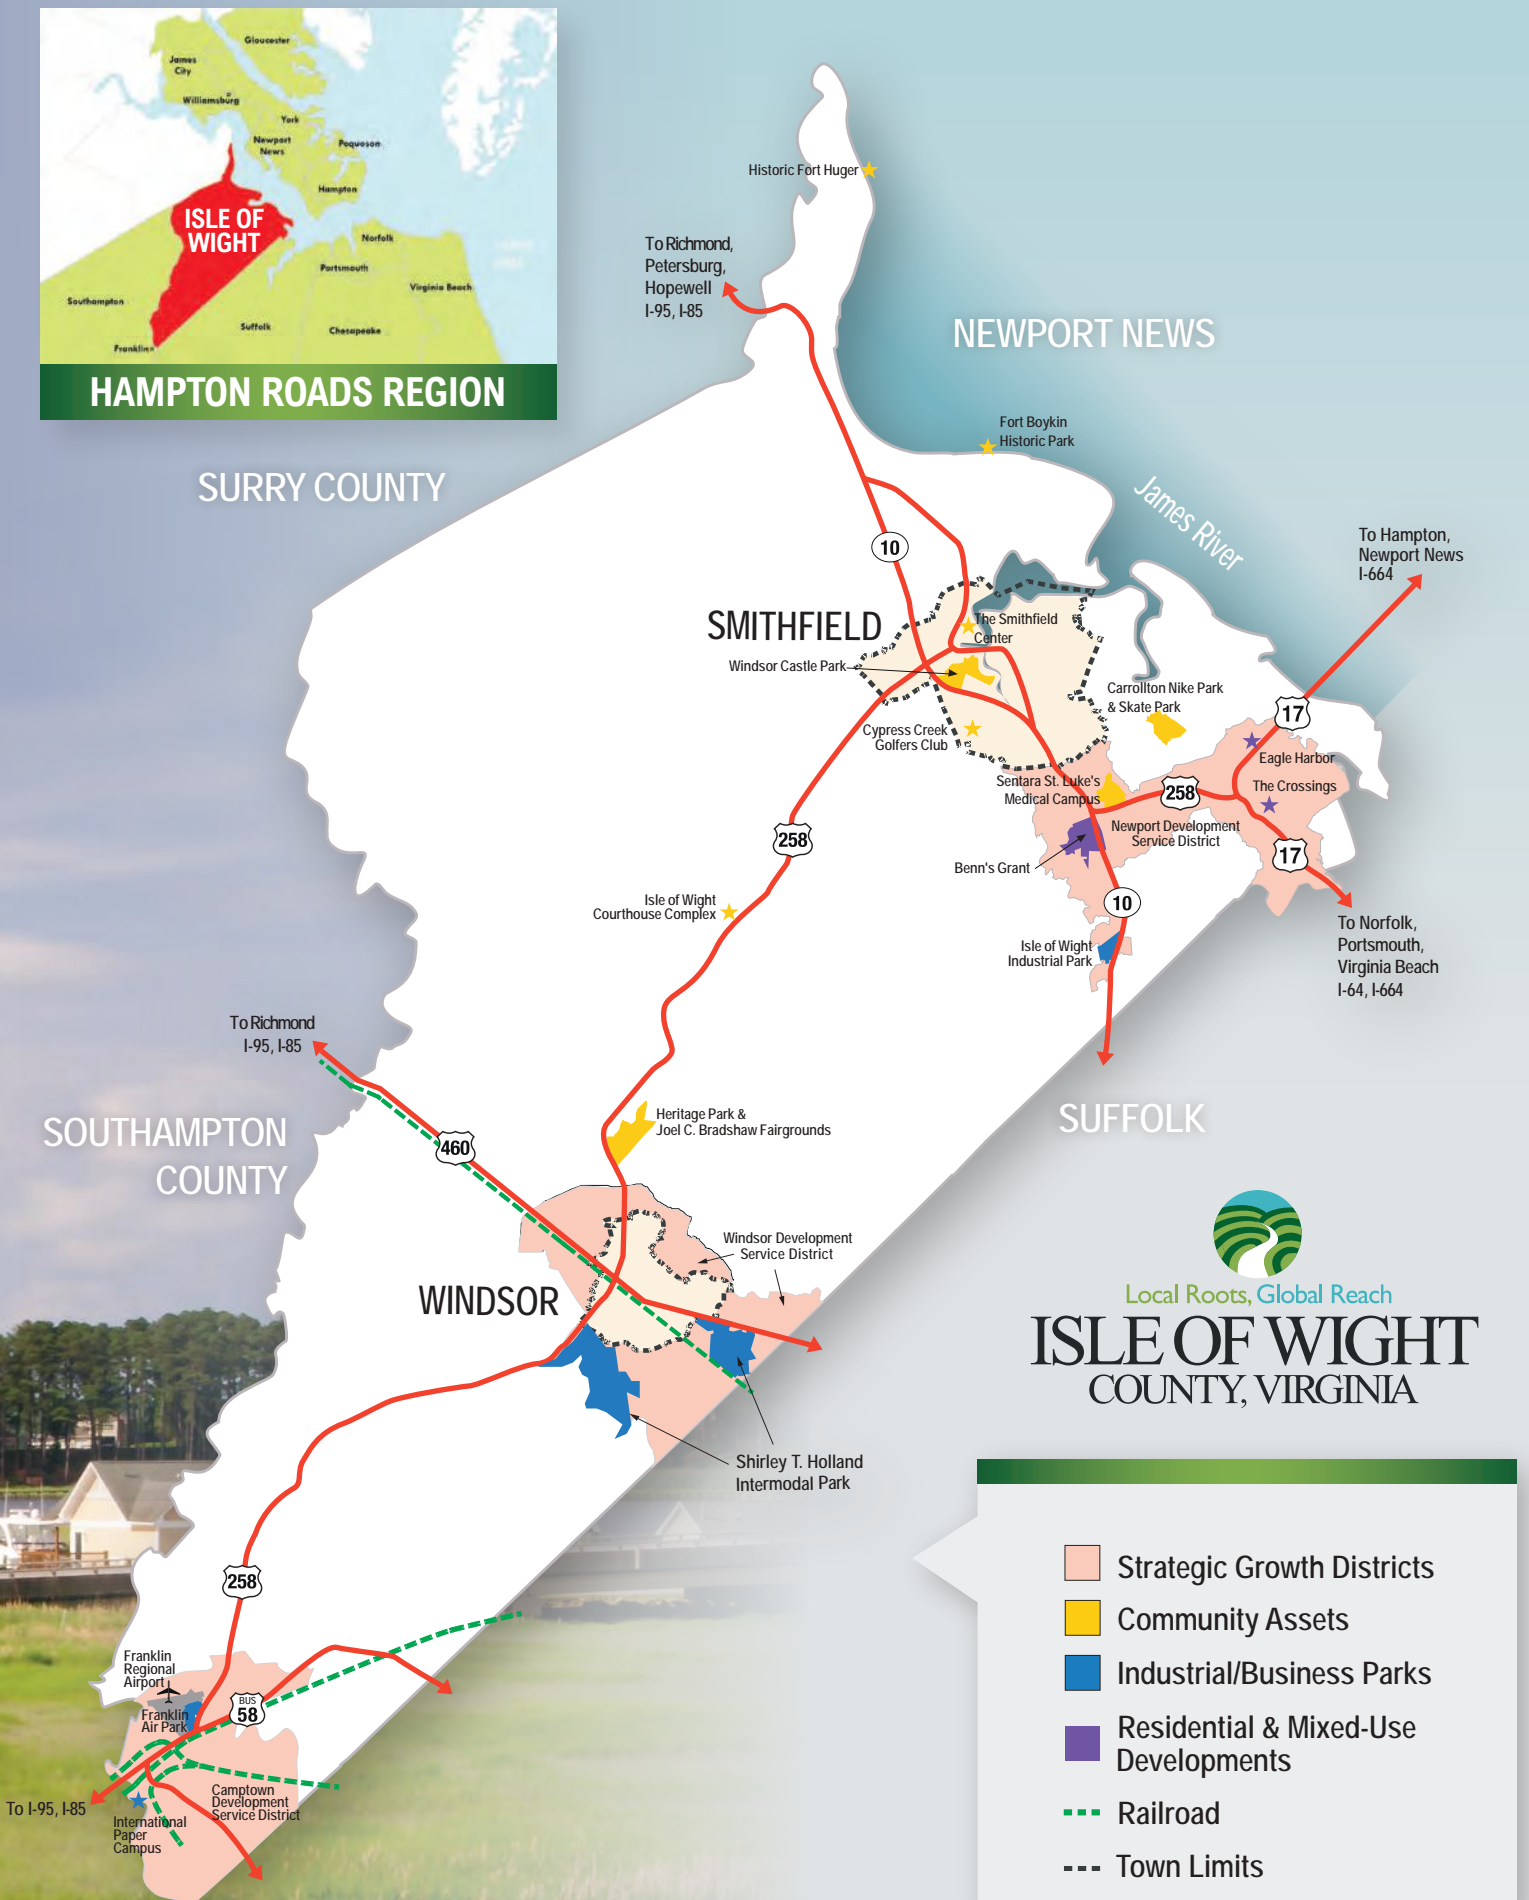 Gloucester
James
City
Williamsburg
York
Newport
News
Poquoson
Hampton
ISLE OF
WIGHT
Norfolk
Portsmouth
Virginia Beach
Southampton
Suffolk
Chesapeake
Franklin
HAMPTON ROADS REGION
Historic Fort Huger
To Richmond,
Petersburg,
Hopewell
I-95, I-85
NEWPORT NEWS
Fort Boykin
Historic Park
SURRY COUNTY
James River
To Hampton,
Newport News
I-664
10
SMITHFIELD
The Smithfield
Center
Windsor Castle Park
Carrollton Nike Park
& Skate Park
17
Cypress Creek
Golfers Club
Eagle Harbor
Sentara St. Luke's
Medical Campus
258
The Crossings
Newport Development
Service District
258
17
Benn's Grant
10
Isle of Wight
Courthouse Complex
To Norfolk,
Portsmouth,
Virginia Beach
I-64, I-664
Isle of Wight
Industrial Park
To Richmond
I-95, I-85
SOUTHAMPTON
COUNTY
460
Heritage Park &
Joel C. Bradshaw Fairgrounds
SUFFOLK
Windsor Development
Service District
WINDSOR
Local Roots, Global Reach
ISLE OF WIGHT
COUNTY, VIRGINIA
Shirley T. Holland
Intermodal Park
258
Franklin
Regional
Airport
Franklin
Air Park
BUS
58
To I-95, I-85
Camptown
Development
Service District
International
Paper
Campus
Strategic Growth Districts
Community Assets
Industrial/Business Parks
Residential & Mixed-Use
Developments
Railroad
Town Limits